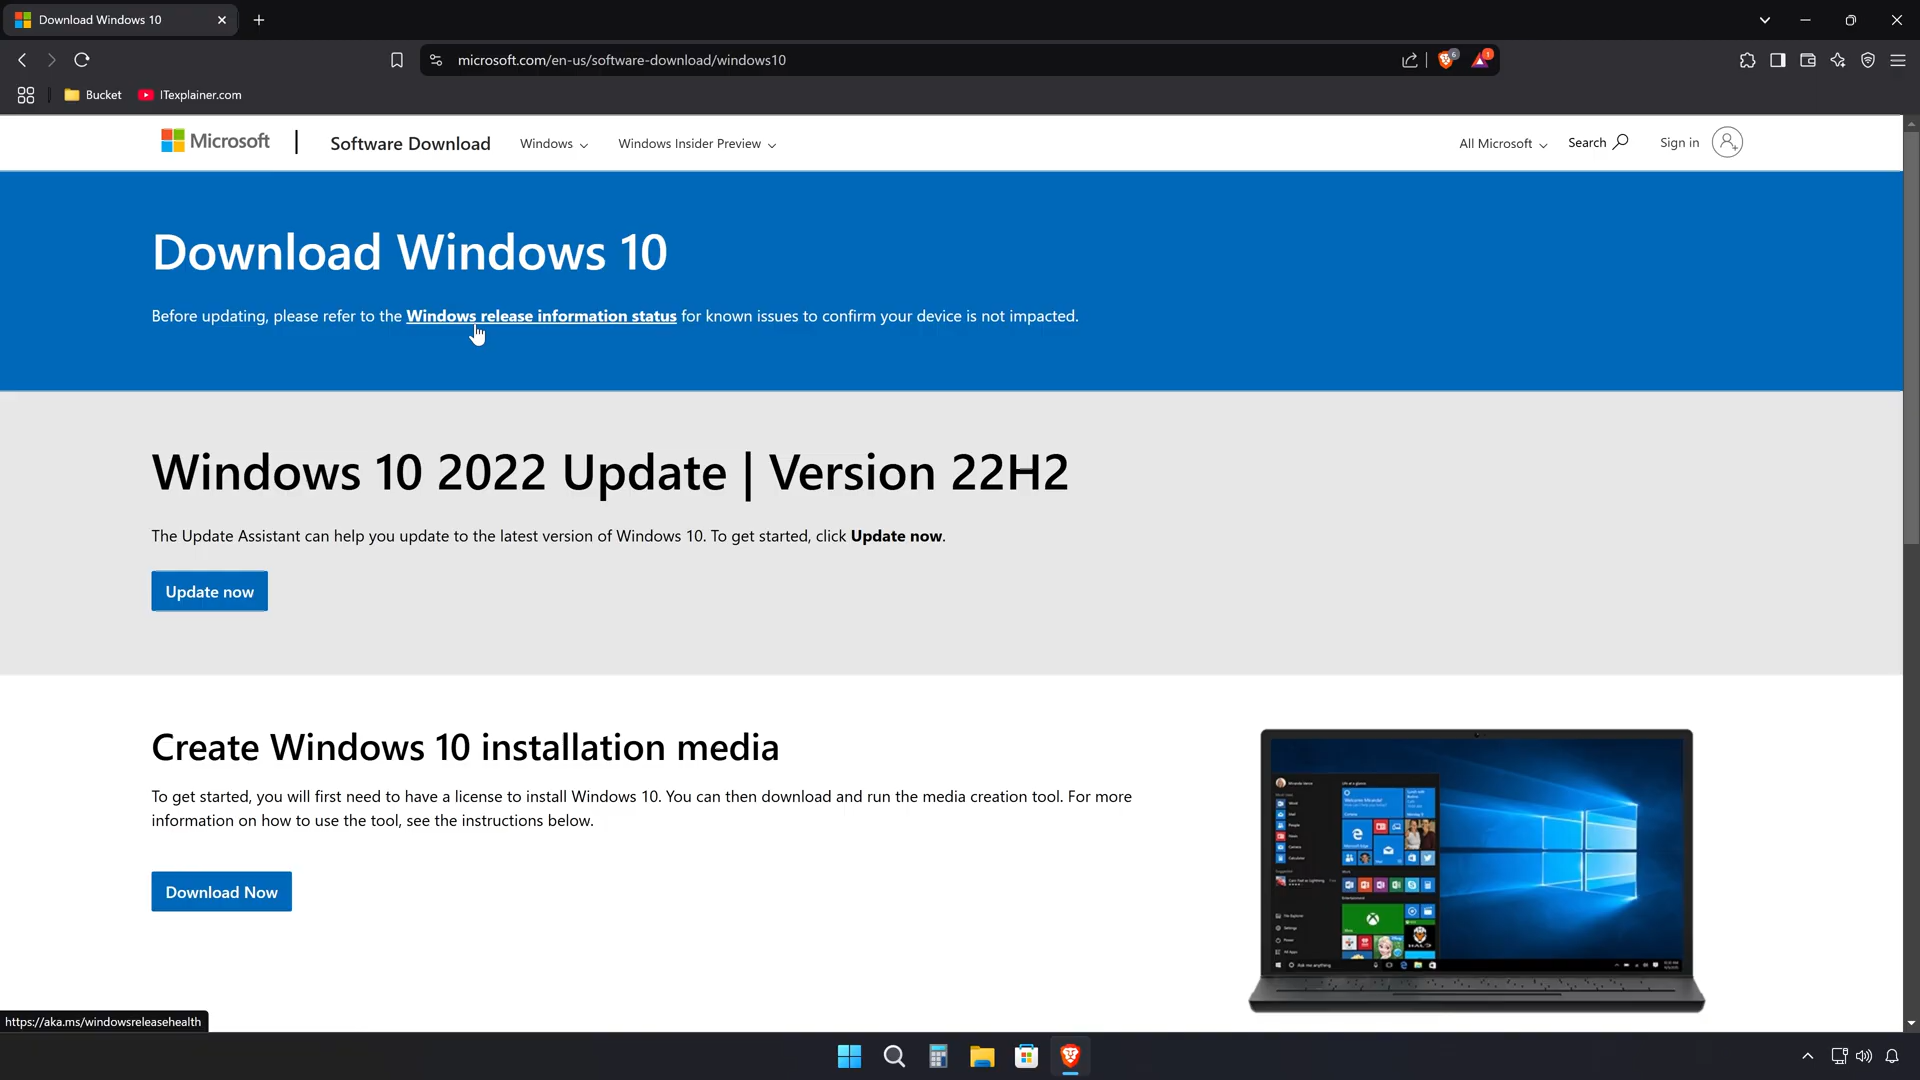 Download Windows 10
microsoft.com/en-us/software-download/windows10
6
1
Bucket
ITexplainer.com
Microsoft
Software Download
Windows
Windows Insider Preview
All Microsoft
Search
Sign in
Download Windows 10
Before updating, please refer to the Windows release information status for known issues to confirm your device is not impacted.
Windows 10 2022 Update | Version 22H2
The Update Assistant can help you update to the latest version of Windows 10. To get started, click Update now.
Update now
Create Windows 10 installation media
To get started, you will first need to have a license to install Windows 10. You can then download and run the media creation tool. For more
information on how to use the tool, see the instructions below.
Download Now
https://aka.ms/windowsreleasehealth